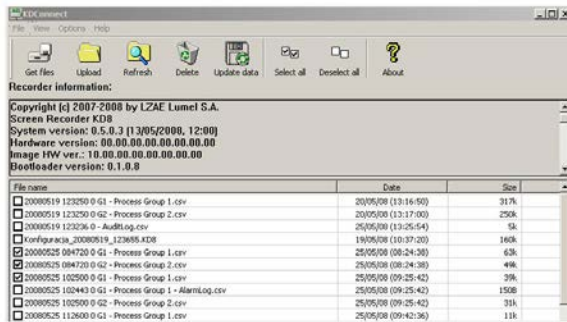 KDConnect
File View Options Help
Get files Upload Refresh Delete Update data Select all Deselect all About
Recorder information:
Copyright (c) 2007-2008 by LZAE Lumel S.A.
Screen Recorder KD8
System version: 0.5.0.3 (13/05/2008, 12:00)
Hardware version: 00.00.00.00.00.00.00.00
Image HW ver.: 10.00.00.00.00.00.00.00
Bootloader version: 0.1.0.8
File name Date Size
20080519 123250 0 G1 - Process Group 1.csv 20/05/08 (13:16:50) 317k
20080519 123250 0 G2 - Process Group 2.csv 20/05/08 (13:17:00) 250k
20080519 123236 0 - AuditLog.csv 25/05/08 (13:25:54) 5k
Konfiguracja_20080519_123655.KD8 19/05/08 (10:37:20) 160k
20080525 084720 0 G1 - Process Group 1.csv 25/05/08 (08:24:38) 63k
20080525 084720 0 G2 - Process Group 2.csv 25/05/08 (08:24:38) 49k
20080525 102500 0 G1 - Process Group 1.csv 25/05/08 (09:25:42) 39k
20080525 102443 0 G1 - Process Group 1 - AlarmLog.csv 25/05/08 (09:25:42) 150B
20080525 102500 0 G2 - Process Group 2.csv 25/05/08 (09:25:42) 31k
20080525 112600 0 G1 - Process Group 1.csv 25/05/08 (09:42:36) 11k